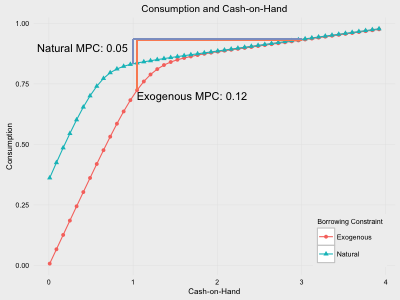 Consumption and Cash-on-Hand
1.00
Natural MPC: 0.05
0.75
Exogenous MPC: 0.12
Consumption
0.50
0.25
0.00
Borrowing Constraint
Exogenous
Natural
0 1 2 3 4
Cash-on-Hand